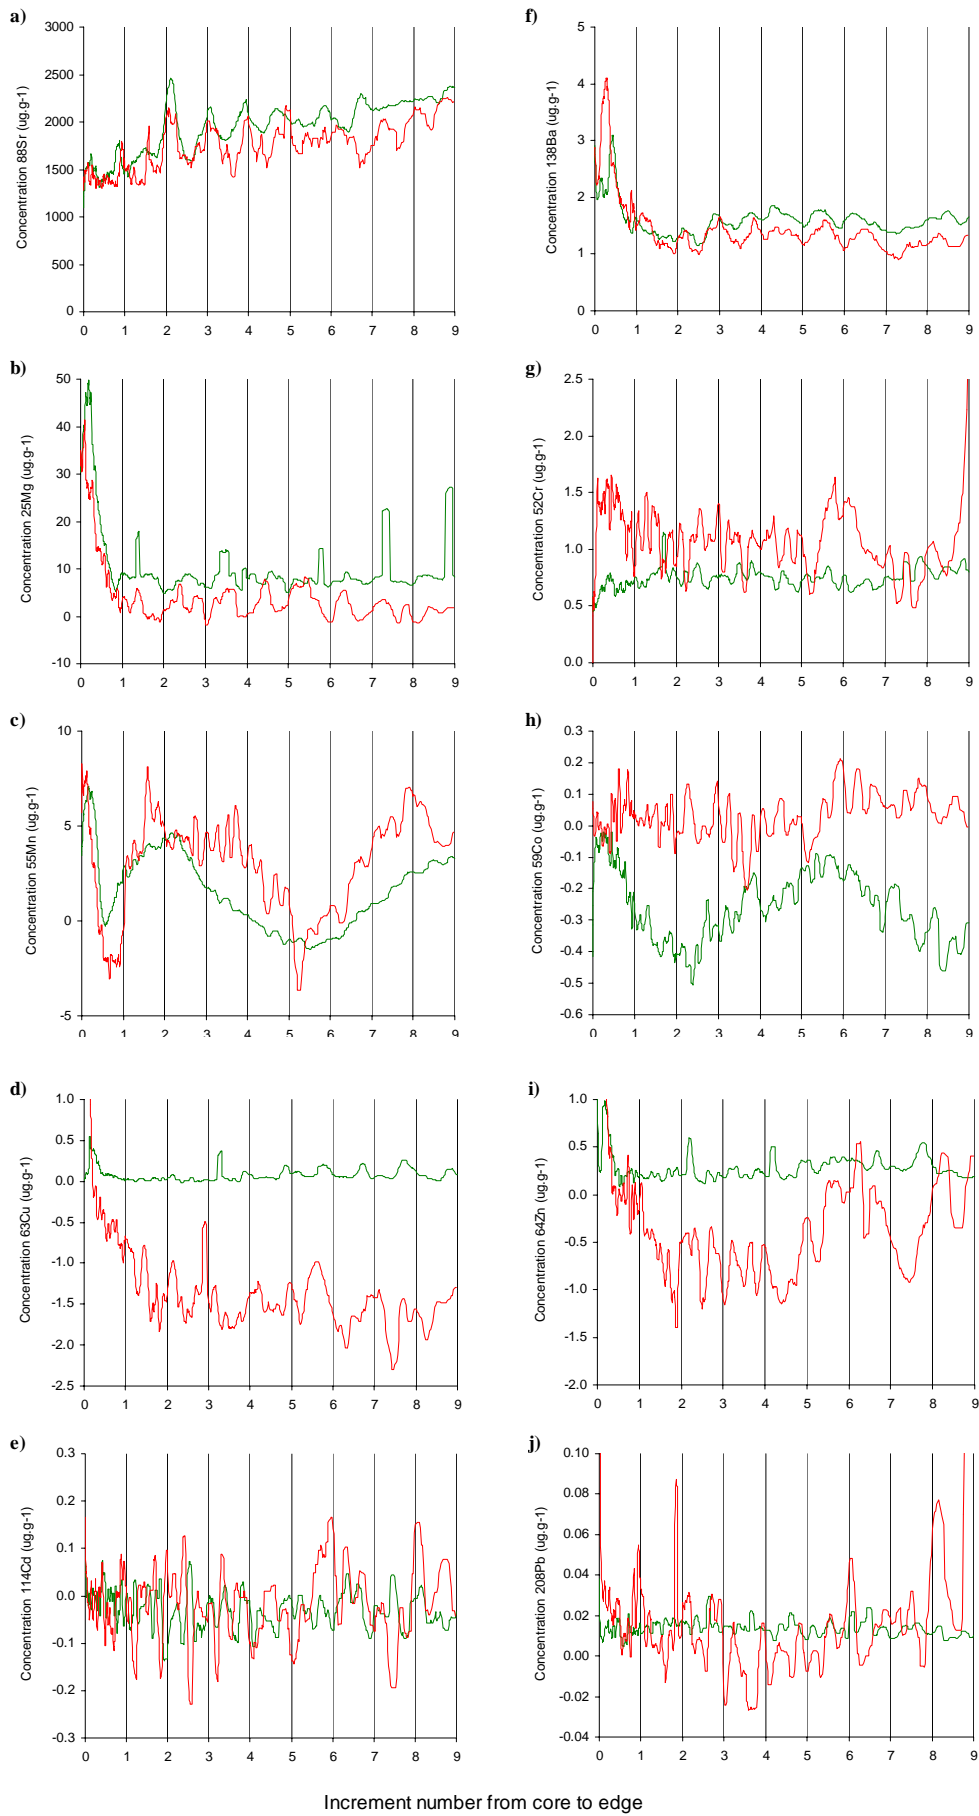 a)
Concentration 88Sr (ug.g-1)
3000
2500
2000
1500
1000
500
0
0 1 2 3 4 5 6 7 8 9
f)
Concentration 138Ba (ug.g-1)
5
4
3
2
1
0
0 1 2 3 4 5 6 7 8 9
b)
Concentration 25Mg (ug.g-1)
50
40
30
20
10
0
-10
0 1 2 3 4 5 6 7 8 9
g)
Concentration 52Cr (ug.g-1)
2.5
2.0
1.5
1.0
0.5
0.0
0 1 2 3 4 5 6 7 8 9
c)
Concentration 55Mn (ug.g-1)
10
5
0
-5
0 1 2 3 4 5 6 7 8 9
h)
Concentration 59Co (ug.g-1)
0.3
0.2
0.1
0.0
-0.1
-0.2
-0.3
-0.4
-0.5
-0.6
0 1 2 3 4 5 6 7 8 9
d)
Concentration 63Cu (ug.g-1)
1.0
0.5
0.0
-0.5
-1.0
-1.5
-2.0
-2.5
0 1 2 3 4 5 6 7 8 9
i)
Concentration 64Zn (ug.g-1)
1.0
0.5
0.0
-0.5
-1.0
-1.5
-2.0
0 1 2 3 4 5 6 7 8 9
e)
Concentration 114Cd (ug.g-1)
0.3
0.2
0.1
0.0
-0.1
-0.2
-0.3
0 1 2 3 4 5 6 7 8 9
j)
Concentration 208Pb (ug.g-1)
0.10
0.08
0.06
0.04
0.02
0.00
-0.02
-0.04
0 1 2 3 4 5 6 7 8 9
Increment number from core to edge